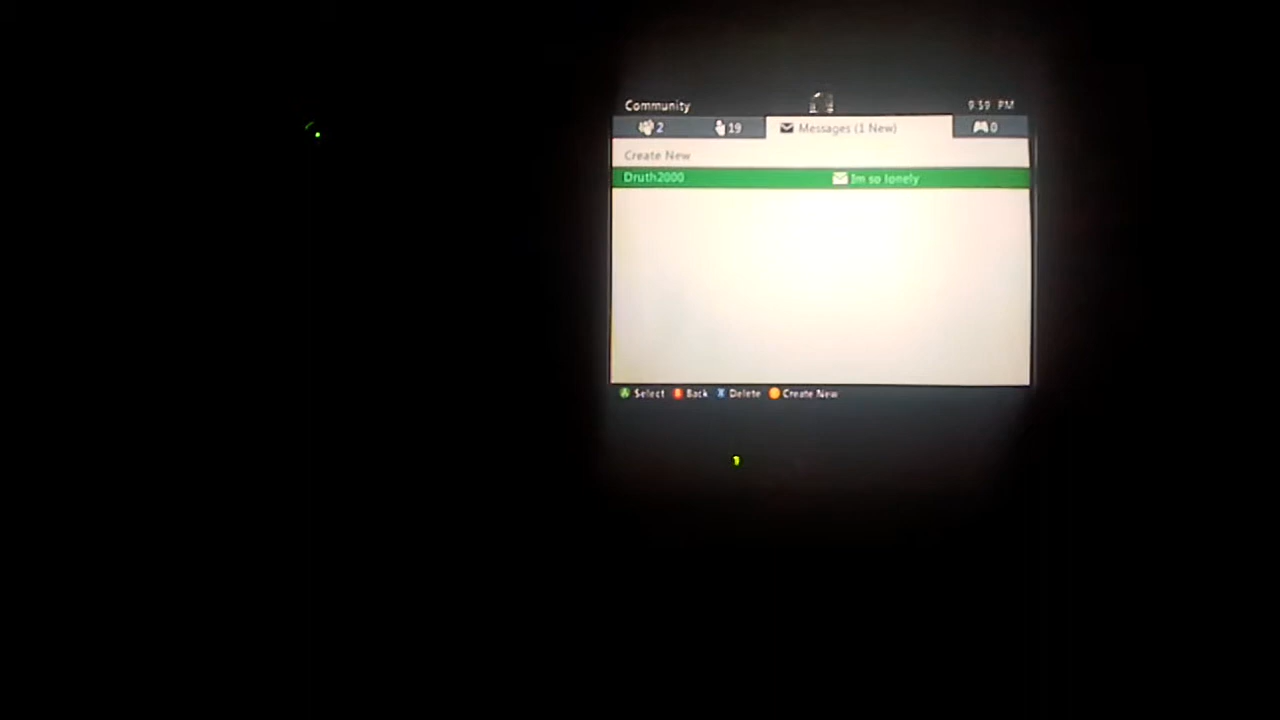 Community 9:59 PM
2 19 Messages (1 New) 0
Create New
Druth2000 Im so lonely
A Select B Back X Delete Create New